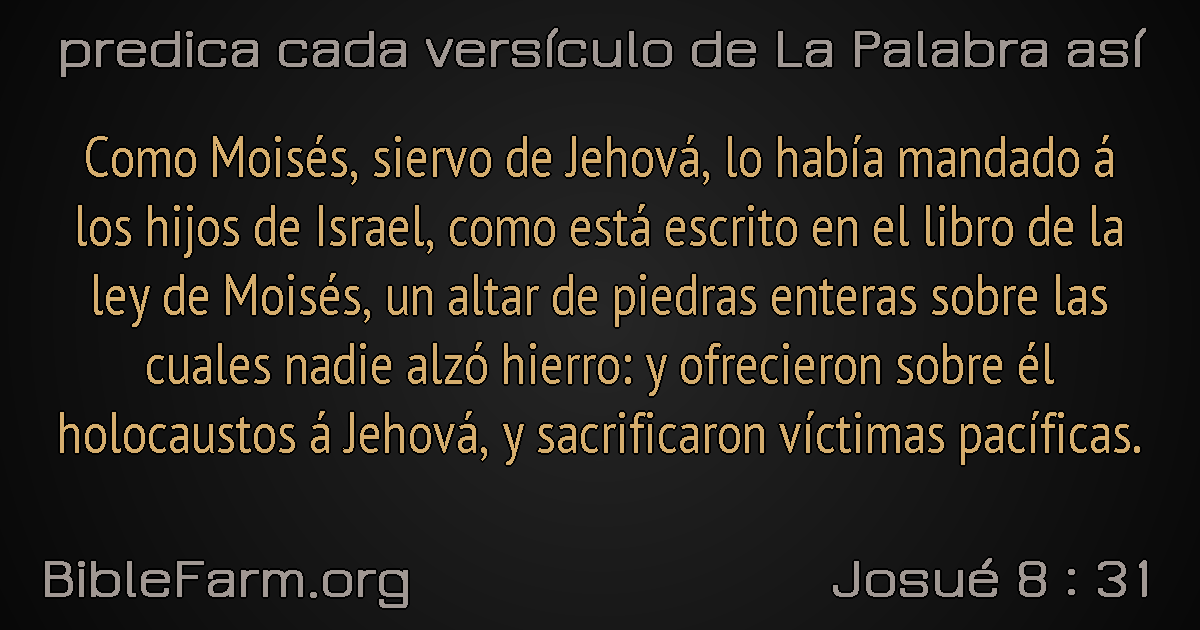 predica cada versículo de La Palabra así
Como Moisés, siervo de Jehová, lo había mandado á
los hijos de Israel, como está escrito en el libro de la
ley de Moisés, un altar de piedras enteras sobre las
cuales nadie alzó hierro: y ofrecieron sobre él
holocaustos á Jehová, y sacrificaron víctimas pacíficas.
BibleFarm.org
Josué 8 : 31